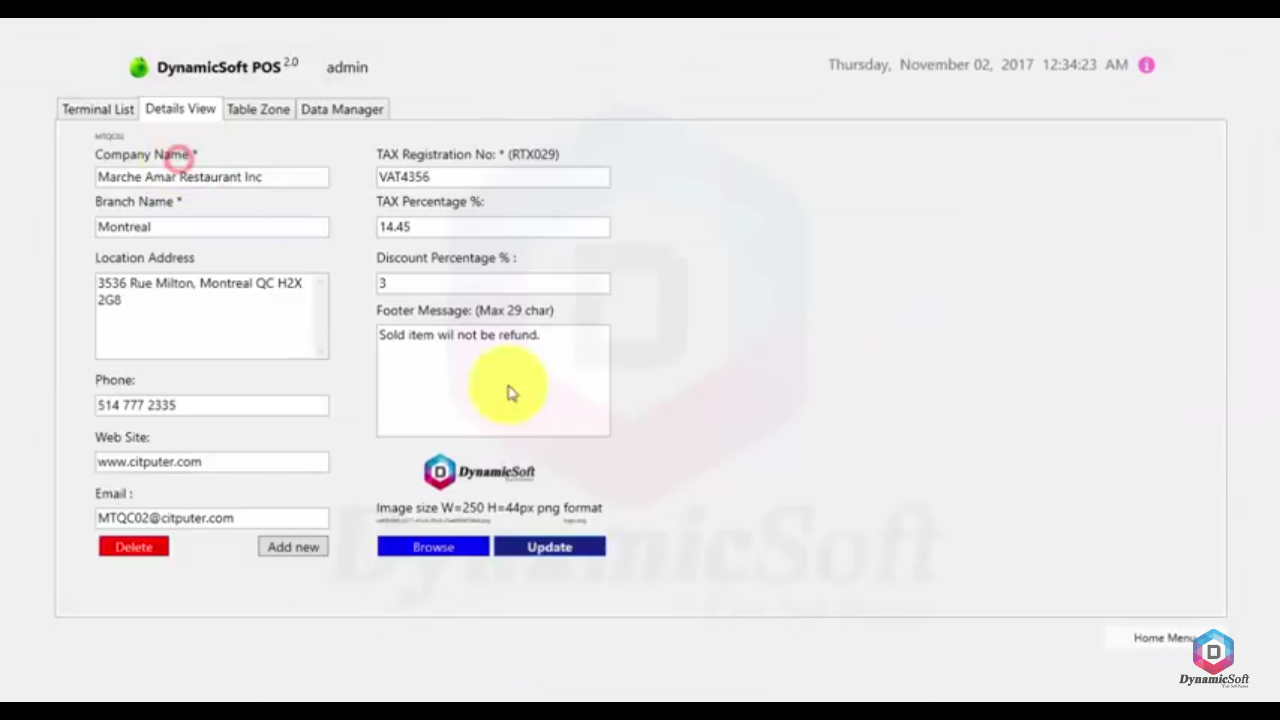 DynamicSoft POS 2.0 admin
Thursday, November 02, 2017 12:34:23 AM
Terminal List Details View Table Zone Data Manager
MTQC02
Company Name *
Marche Amar Restaurant Inc
Branch Name *
Montreal
Location Address
3536 Rue Milton, Montreal QC H2X
2G8
Phone:
514 777 2335
Web Site:
www.citputer.com
Email :
MTQC02@citputer.com
Delete
Add new
TAX Registration No: * (RTX029)
VAT4356
TAX Percentage %:
14.45
Discount Percentage % :
3
Footer Message: (Max 29 char)
Sold item wil not be refund.
DynamicSoft
Image size W=250 H=44px png format
logo.png
Browse
Update
DynamicSoft
Home Menu
DynamicSoft